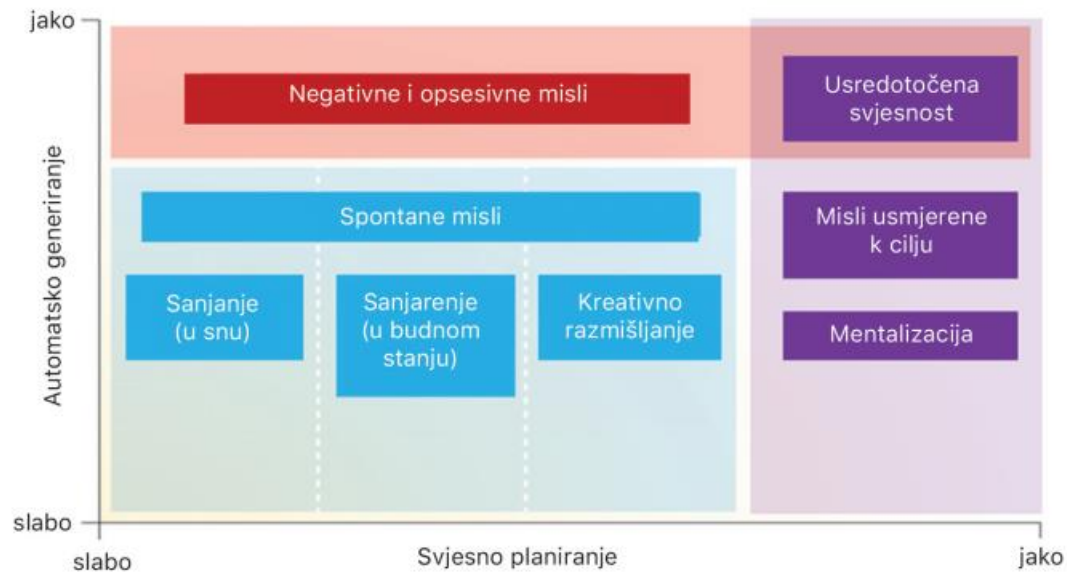 jako
Negativne i opsesivne misli
Usredotočena
svjesnost
Automatsko generiranje
Spontane misli
Misli usmjerene
k cilju
Sanjanje
(u snu)
Sanjarenje
(u budnom
stanju)
Kreativno
razmišljanje
Mentalizacija
slabo
slabo
Svjesno planiranje
jako